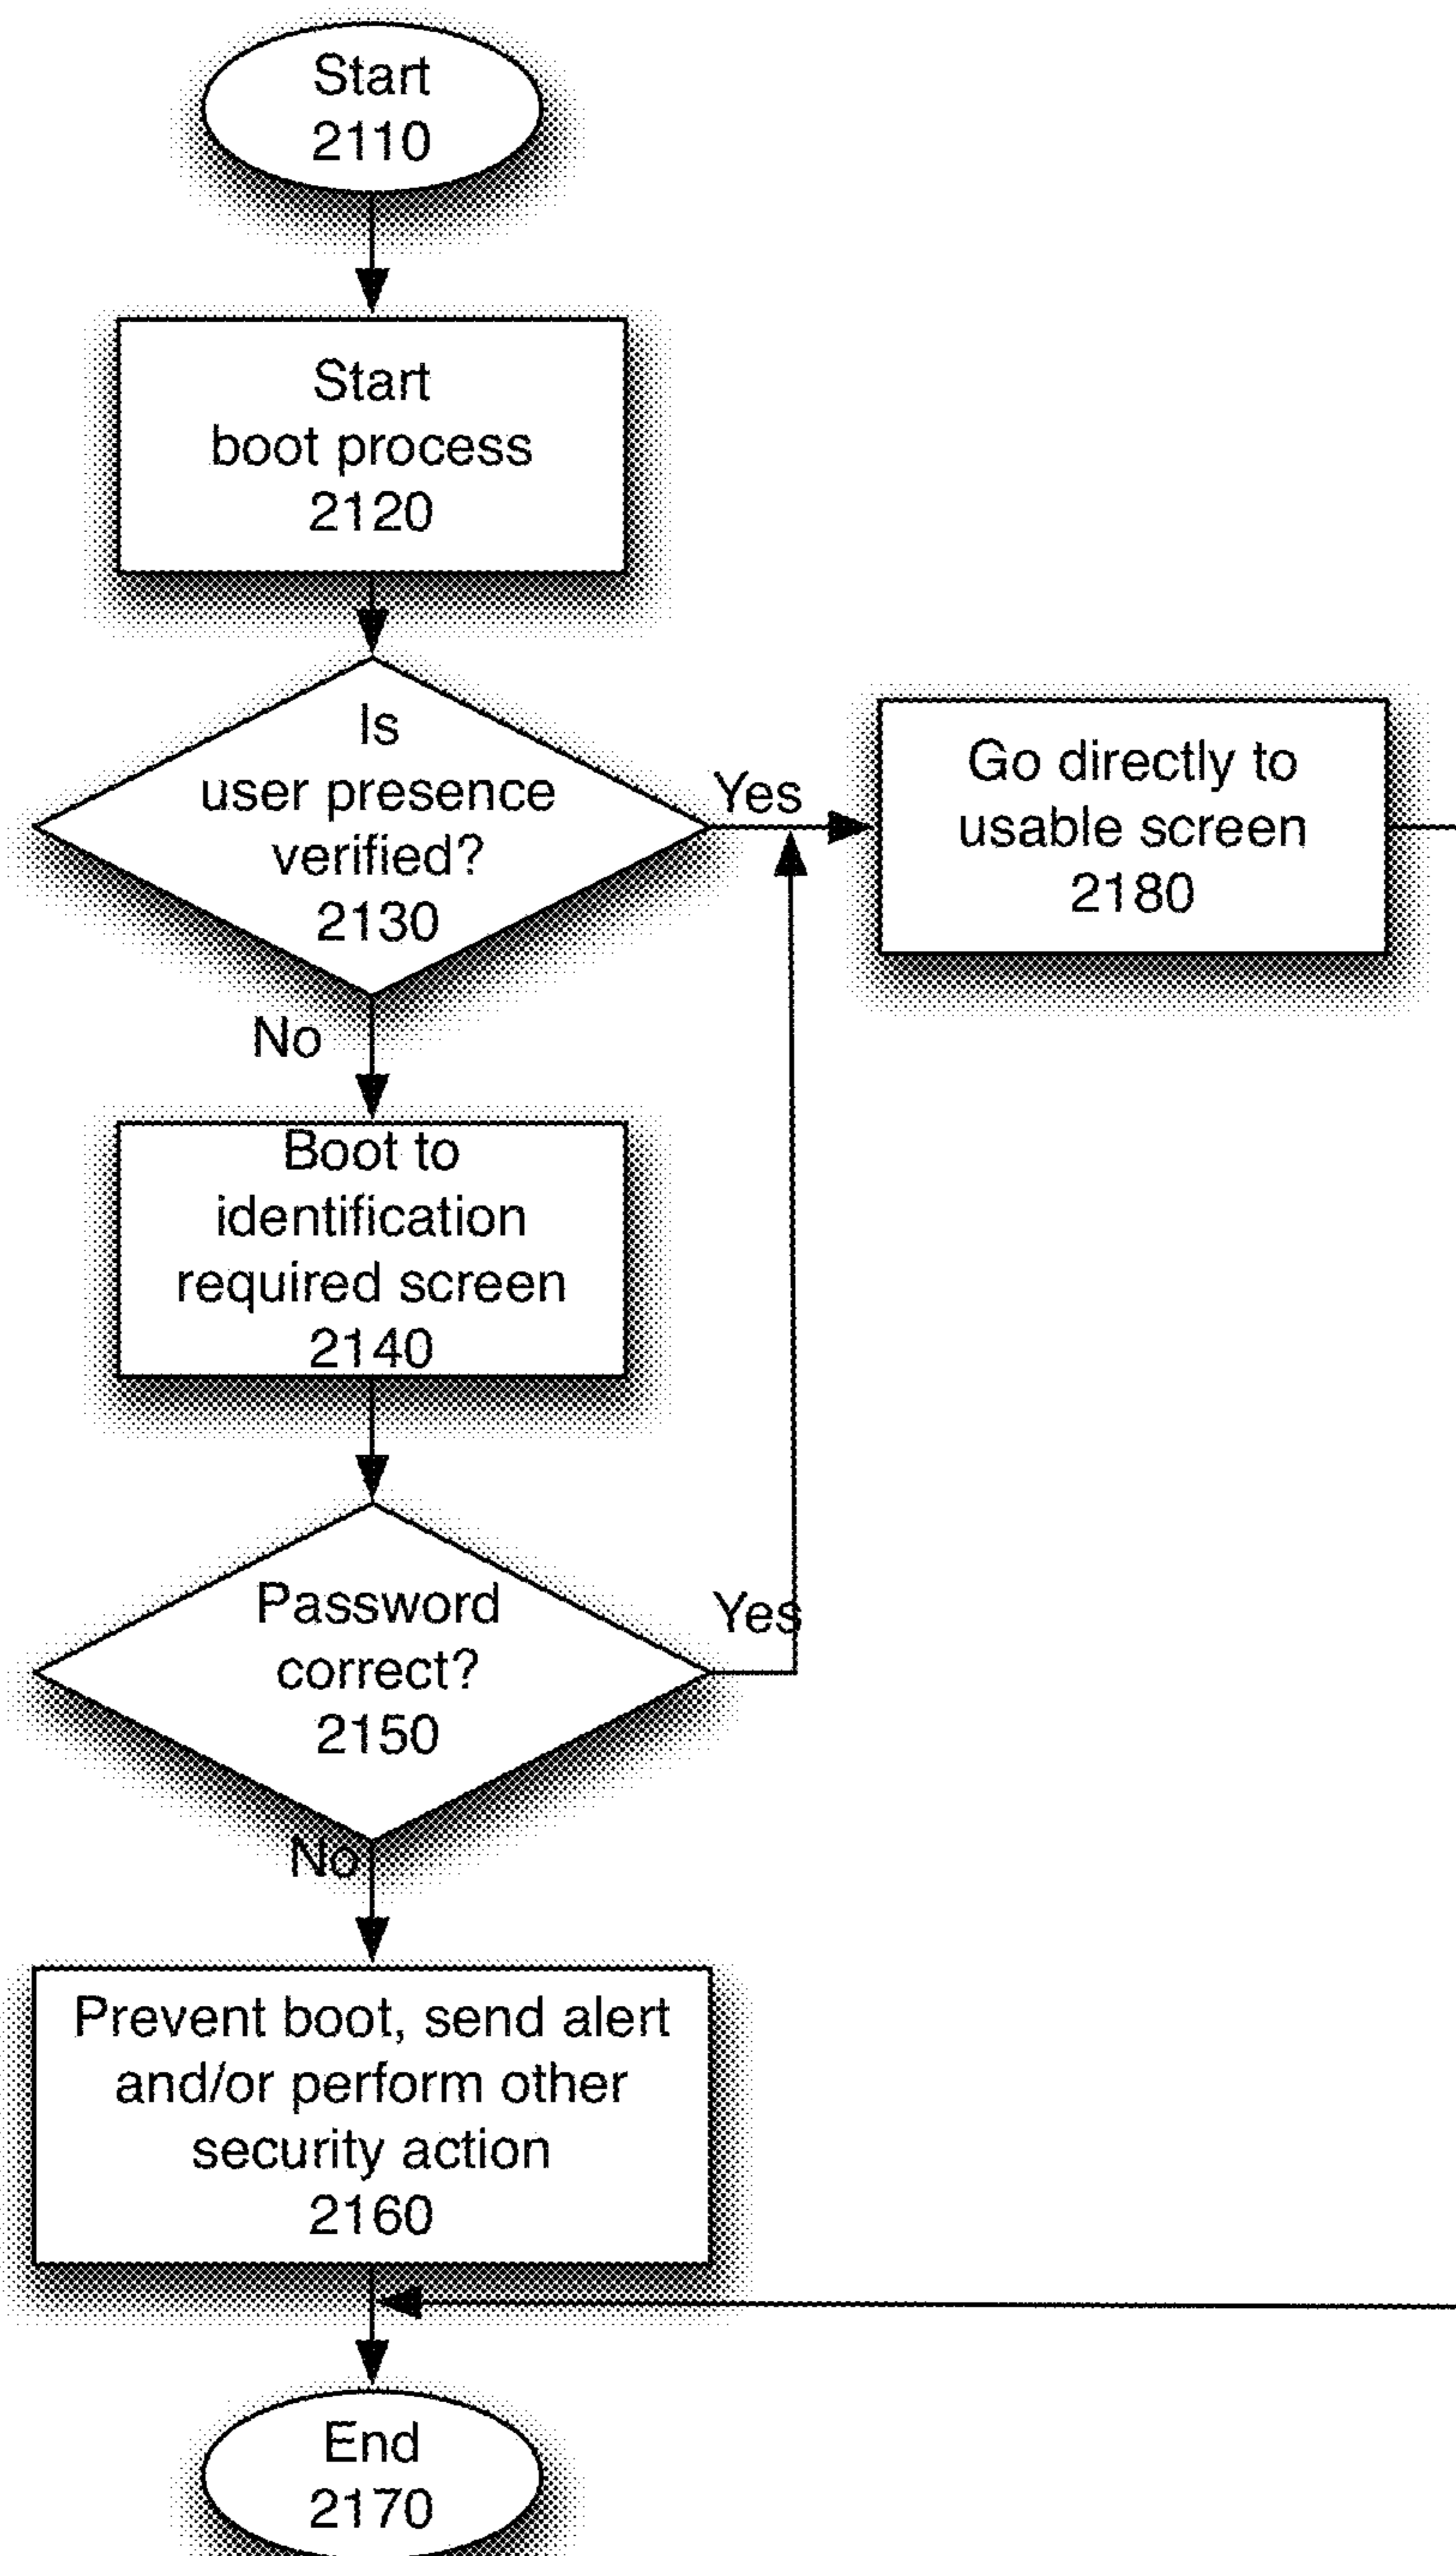 Start
2110
Start
boot process
2120
Is
user presence
verified?
2130
Yes
Go directly to
usable screen
2180
No
Boot to
identification
required screen
2140
Password
correct?
2150
Yes
No
Prevent boot, send alert
and/or perform other
security action
2160
End
2170